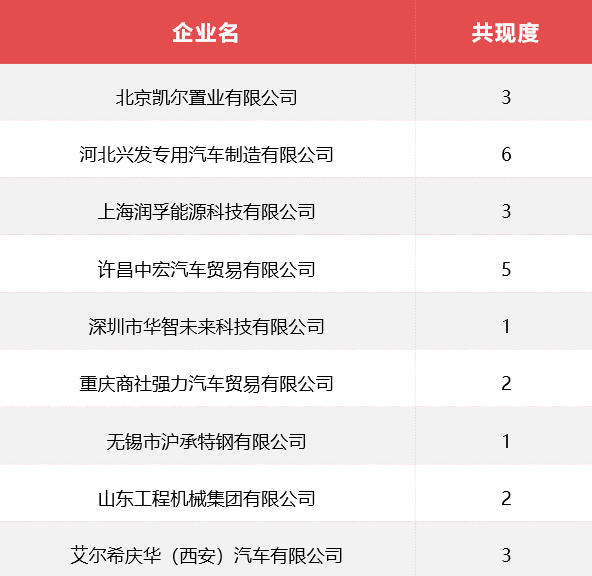 企业名 共现度
北京凯尔置业有限公司 3
河北兴发专用汽车制造有限公司 6
上海润孚能源科技有限公司 3
许昌中宏汽车贸易有限公司 5
深圳市华智未来科技有限公司 1
重庆商社强力汽车贸易有限公司 2
无锡市沪承特钢有限公司 1
山东工程机械集团有限公司 2
艾尔希庆华（西安）汽车有限公司 3